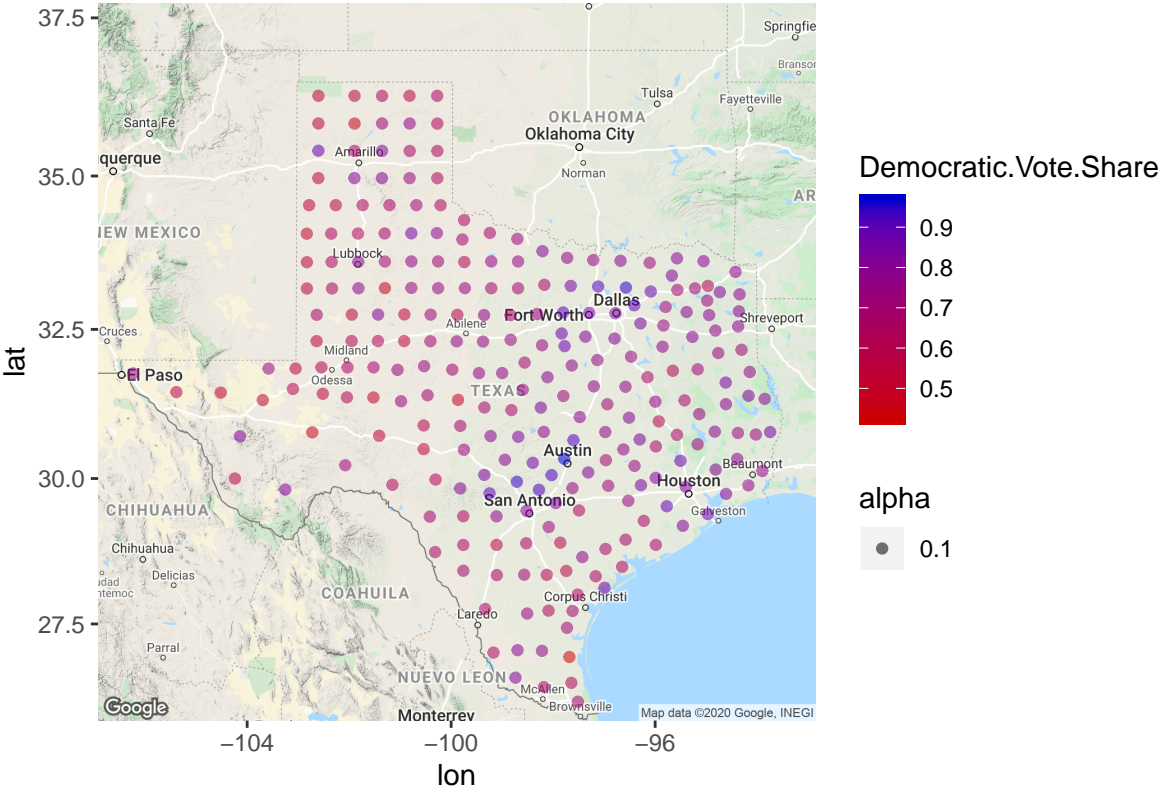 37.5
35.0
32.5
30.0
27.5
lat
−104
−100
−96
lon
Springfie
Branson
Tulsa
Fayetteville
OKLAHOMA
Oklahoma City
Santa Fe
querque
Amarillo
Norman
AR
NEW MEXICO
Lubbock
Dallas
Fort Worth
Shreveport
Cruces
Abilene
Midland
El Paso
Odessa
TEXAS
Austin
Beaumont
Houston
San Antonio
Galveston
CHIHUAHUA
Chihuahua
Delicias
udad
ntemoc
COAHUILA
Corpus Christi
Laredo
Parral
NUEVO LEON
McAllen
Brownsville
Monterrey
Google
Map data ©2020 Google, INEGI
Democratic.Vote.Share
0.9
0.8
0.7
0.6
0.5
alpha
0.1